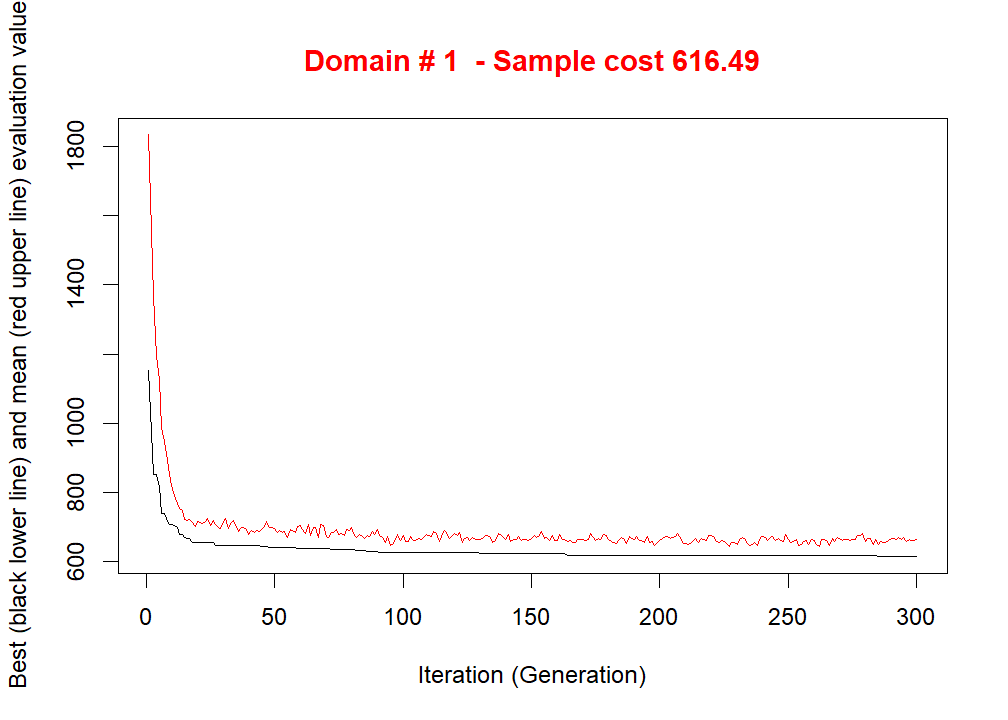 Domain # 1  - Sample cost 616.49
Best (black lower line) and mean (red upper line) evaluation value
1800
1400
1000
800
600
0 50 100 150 200 250 300
Iteration (Generation)